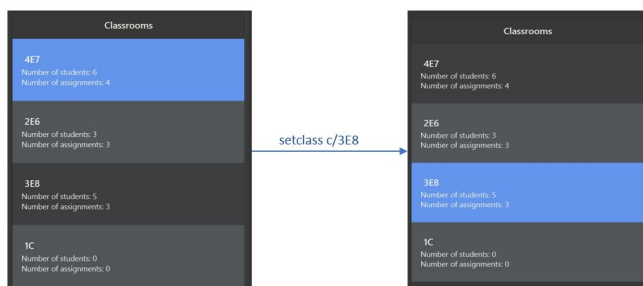 Classrooms
4E7
Number of students: 6
Number of assignments: 4
2E6
Number of students: 3
Number of assignments: 3
3E8
Number of students: 5
Number of assignments: 3
1C
Number of students: 0
Number of assignments: 0
setclass c/3E8
Classrooms
4E7
Number of students: 6
Number of assignments: 4
2E6
Number of students: 3
Number of assignments: 3
3E8
Number of students: 5
Number of assignments: 3
1C
Number of students: 0
Number of assignments: 0